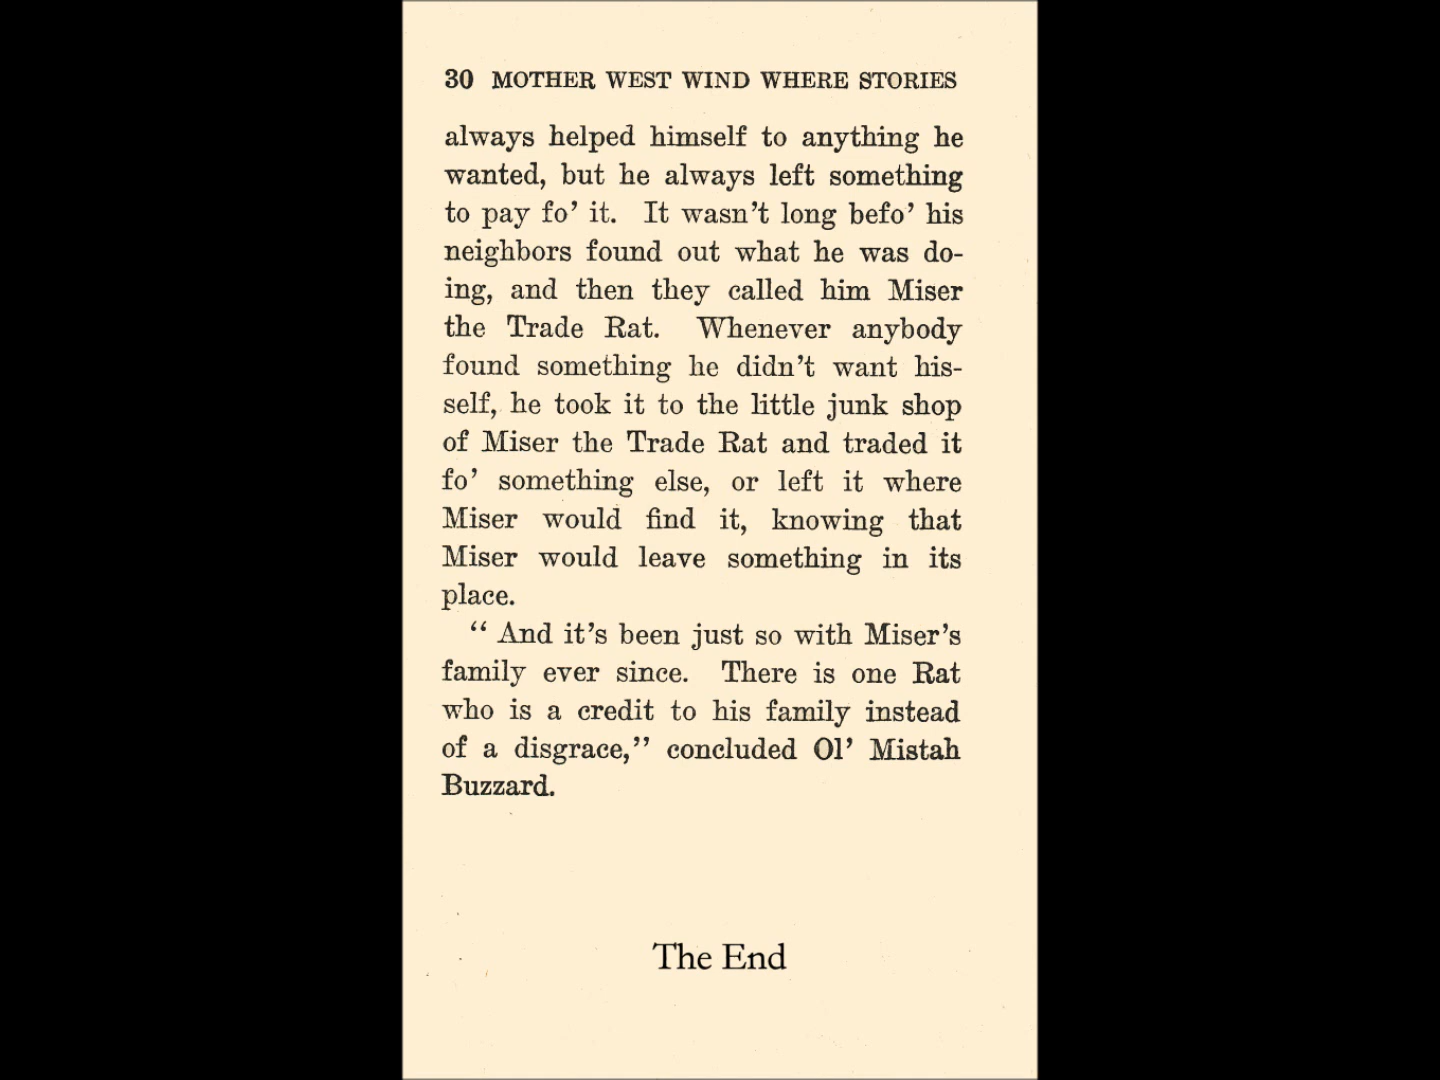 30 MOTHER WEST WIND WHERE STORIES
always helped himself to anything he
wanted, but he always left something
to pay fo’ it. It wasn’t long befo’ his
neighbors found out what he was do-
ing, and then they called him Miser
the Trade Rat. Whenever anybody
found something he didn’t want his-
self, he took it to the little junk shop
of Miser the Trade Rat and traded it
fo’ something else, or left it where
Miser would find it, knowing that
Miser would leave something in its
place.
“ And it’s been just so with Miser’s
family ever since. There is one Rat
who is a credit to his family instead
of a disgrace,” concluded Ol’ Mistah
Buzzard.
The End